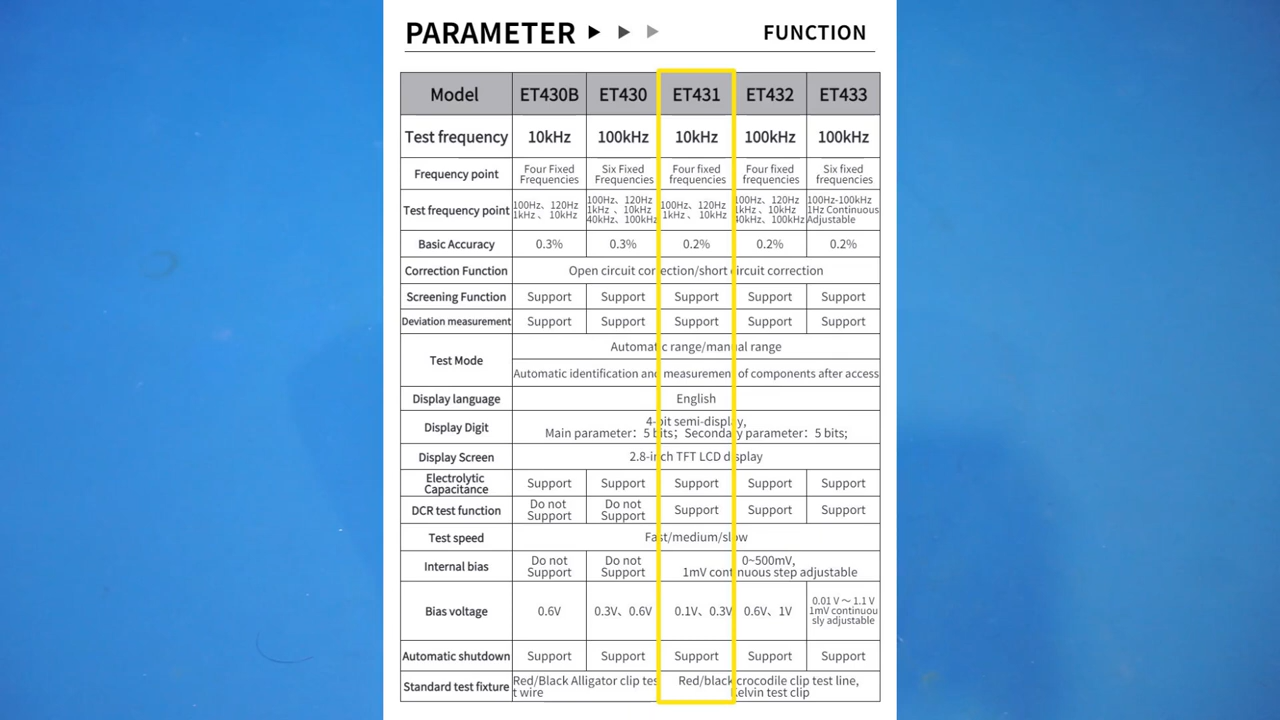 PARAMETER
FUNCTION
Model ET430B ET430 ET431 ET432 ET433
Test frequency 10kHz 100kHz 10kHz 100kHz 100kHz
Frequency point Four Fixed Frequencies Six Fixed Frequencies Four fixed frequencies Four fixed frequencies Six fixed frequencies
Test frequency point 100Hz、120Hz 1kHz 、 10kHz 100Hz、120Hz 1kHz 、 10kHz 40kHz、100kHz 100Hz、120Hz 1kHz 、 10kHz 100Hz、120Hz 1kHz 、 10kHz 40kHz、100kHz 100Hz-100kHz 1Hz Continuous Adjustable
Basic Accuracy 0.3% 0.3% 0.2% 0.2% 0.2%
Correction Function Open circuit correction/short circuit correction
Screening Function Support Support Support Support Support
Deviation measurement Support Support Support Support Support
Test Mode Automatic range/manual range
Automatic identification and measurement of components after access
Display language English
Display Digit 4-bit semi-display,
Main parameter：5 bits；Secondary parameter：5 bits;
Display Screen 2.8-inch TFT LCD display
Electrolytic Capacitance Support Support Support Support Support
DCR test function Do not Support Do not Support Support Support Support
Test speed Fast/medium/slow
Internal bias Do not Support Do not Support 0~500mV, 1mV continuous step adjustable
Bias voltage 0.6V 0.3V、0.6V 0.1V、0.3V 0.6V、1V 0.01 V ～ 1.1 V 1mV continuou sly adjustable
Automatic shutdown Support Support Support Support Support
Standard test fixture Red/Black Alligator clip tes t wire Red/black crocodile clip test line, Kelvin test clip